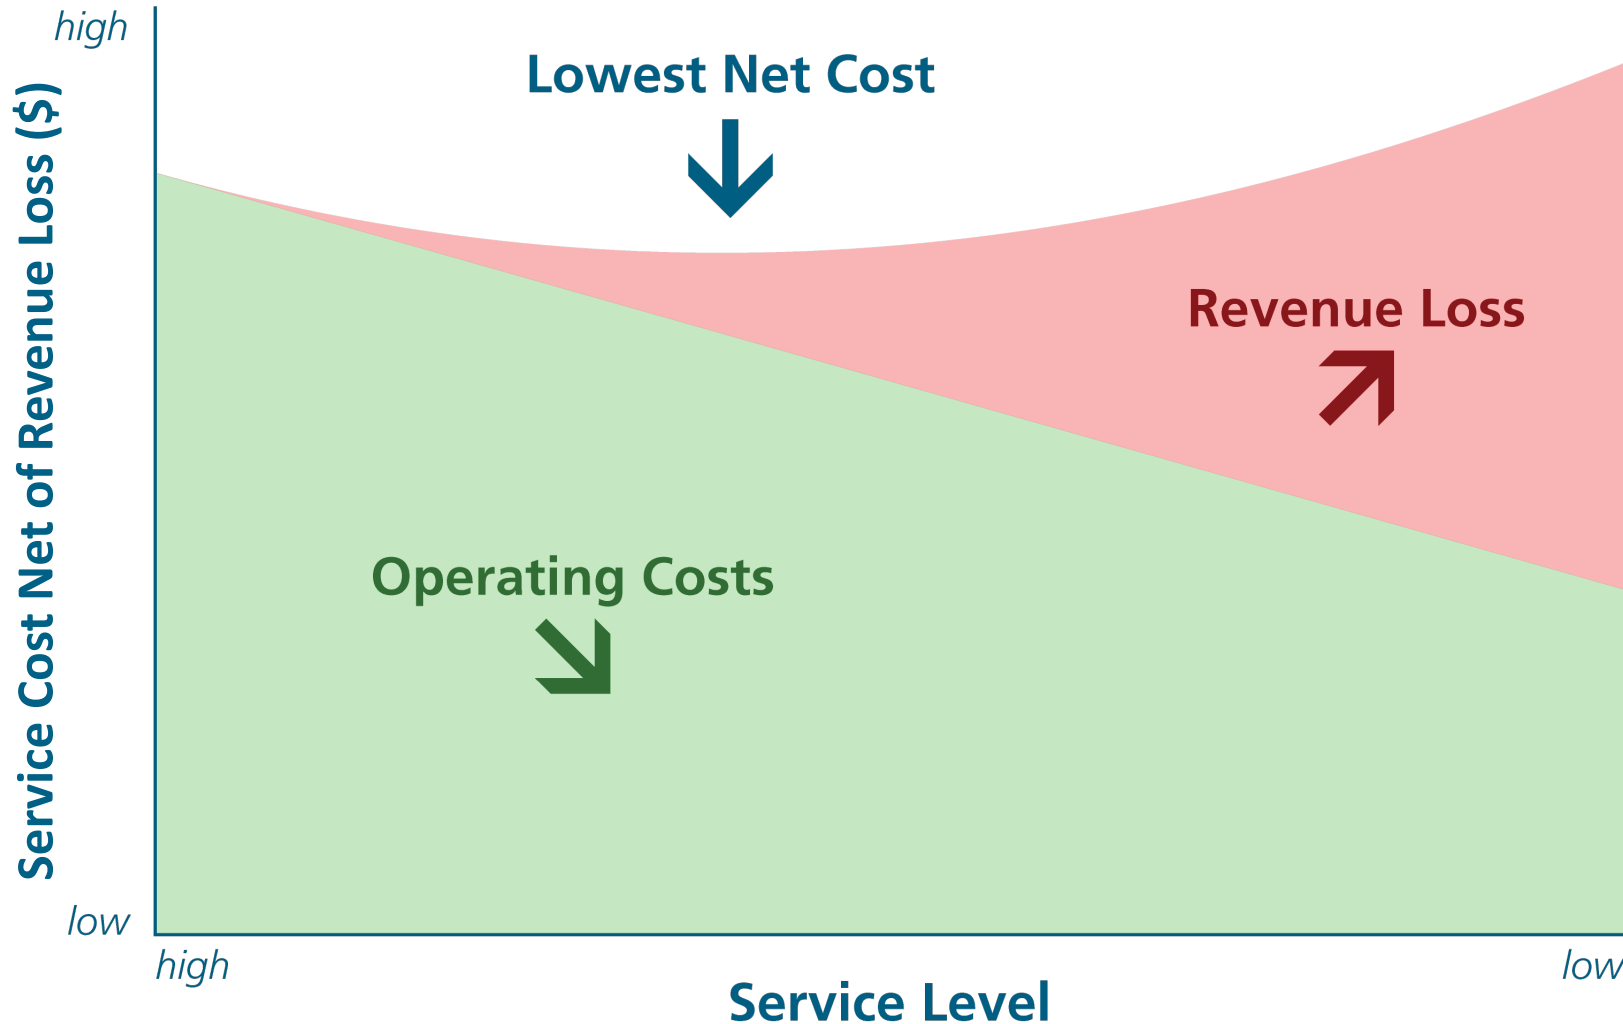 high
Lowest Net Cost
Service Cost Net of Revenue Loss ($)
Revenue Loss
Operating Costs
low
high
low
Service Level